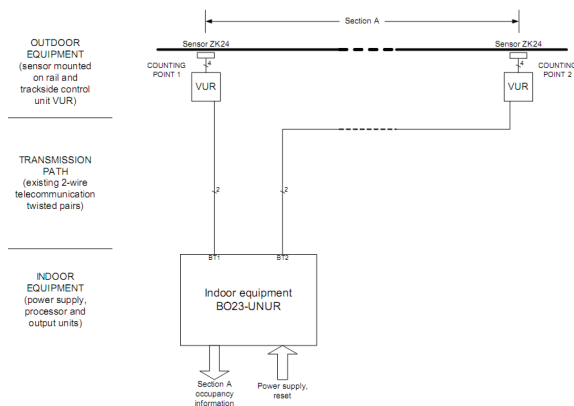 Section A
OUTDOOR
EQUIPMENT
(sensor mounted
on rail and
trackside control
unit VUR)
Sensor ZK24
Sensor ZK24
COUNTING
POINT 1
4
VUR
4
COUNTING
POINT 2
VUR
TRANSMISSION
PATH
(existing 2-wire
telecommunication
twisted pairs)
2
2
INDOOR
EQUIPMENT
(power supply,
processor and
output units)
BT1
BT2
Indoor equipment
BO23-UNUR
Section A
occupancy
information
Power supply,
reset